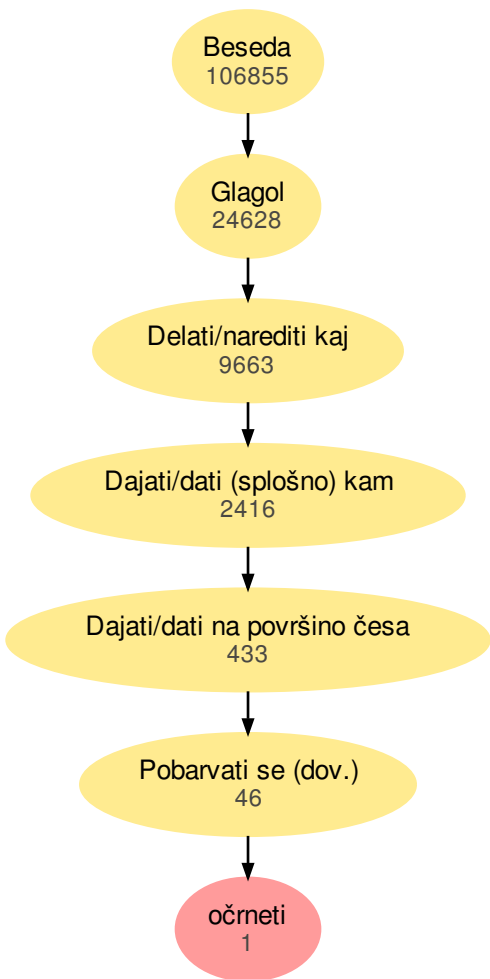 Beseda
106855
Glagol
24628
Delati/narediti kaj
9663
Dajati/dati (splošno) kam
2416
Dajati/dati na površino česa
433
Pobarvati se (dov.)
46
očrneti
1